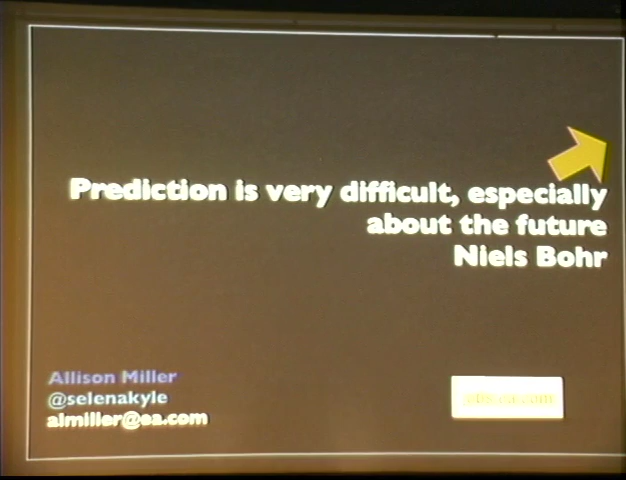 Prediction is very difficult, especially
about the future
Niels Bohr
Allison Miller
@selenakyle
almiller@ea.com